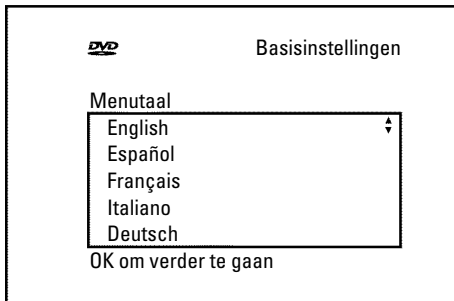 DVD Basisinstellingen
Menutaal
English
Español
Français
Italiano
Deutsch
OK om verder te gaan